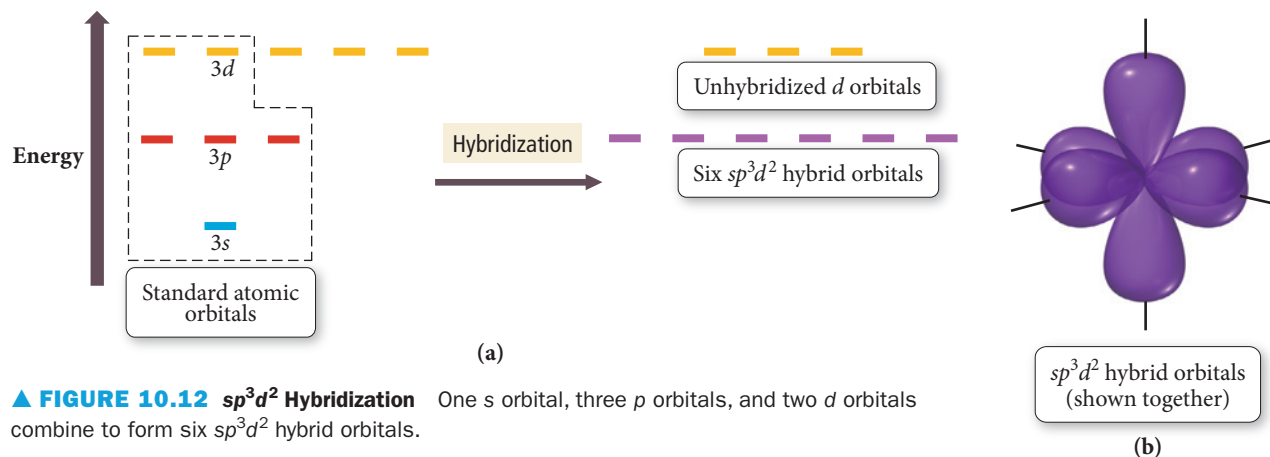 Energy
3d
3p
3s
Standard atomic
orbitals
Hybridization
Unhybridized d orbitals
Six sp³d² hybrid orbitals
(a)
sp³d² hybrid orbitals
(shown together)
(b)
▲ FIGURE 10.12 sp³d² Hybridization One s orbital, three p orbitals, and two d orbitals
combine to form six sp³d² hybrid orbitals.